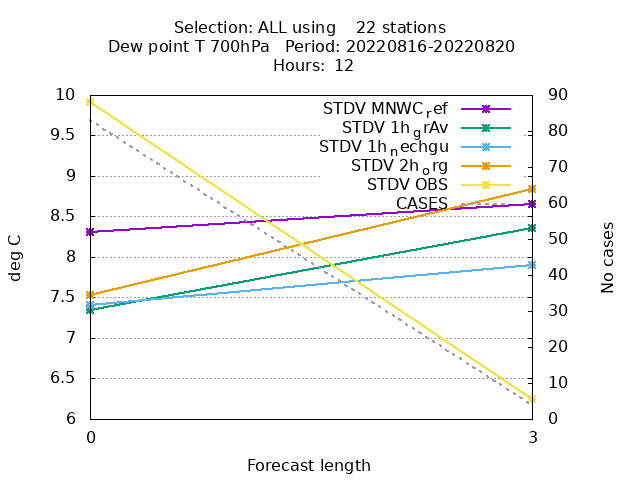 Selection: ALL using    22 stations
Dew point T 700hPa   Period: 20220816-20220820
Hours:  12
STDV MNWC_ref
STDV 1h_grAv
STDV 1h_nechgu
STDV 2h_org
STDV OBS
CASES
10
9.5
9
8.5
8
7.5
7
6.5
6
deg C
90
80
70
60
50
40
30
20
10
0
No cases
0
3
Forecast length